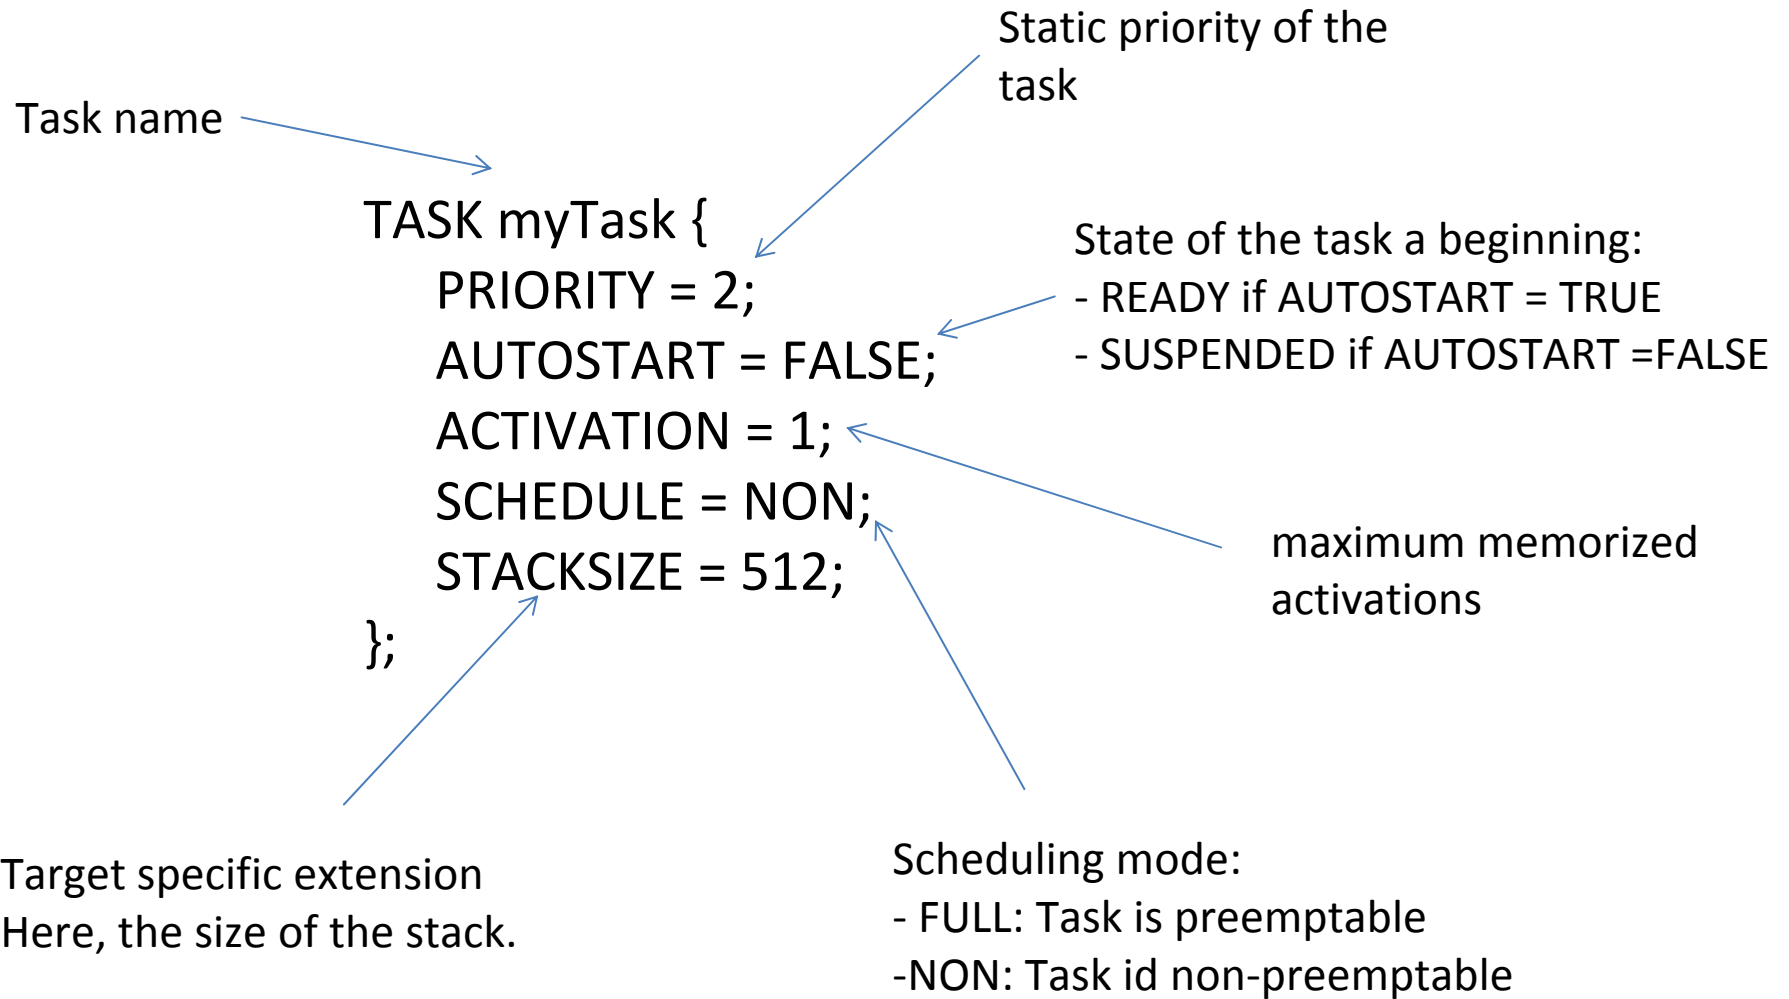 Static priority of the
task
Task name
TASK myTask {
PRIORITY = 2;
AUTOSTART = FALSE;
ACTIVATION = 1;
SCHEDULE = NON;
STACKSIZE = 512;
};
State of the task a beginning:
- READY if AUTOSTART = TRUE
- SUSPENDED if AUTOSTART =FALSE
maximum memorized
activations
Target specific extension
Here, the size of the stack.
Scheduling mode:
- FULL: Task is preemptable
-NON: Task id non-preemptable